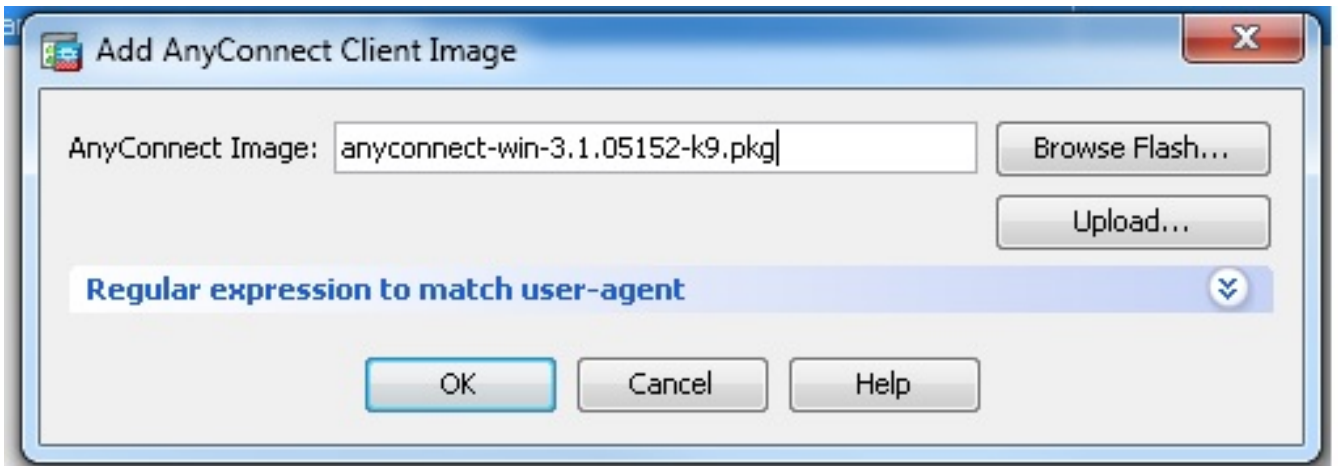 Add AnyConnect Client Image
AnyConnect Image: anyconnect-win-3.1.05152-k9.pkg Browse Flash...
Upload...
Regular expression to match user-agent
OK Cancel Help